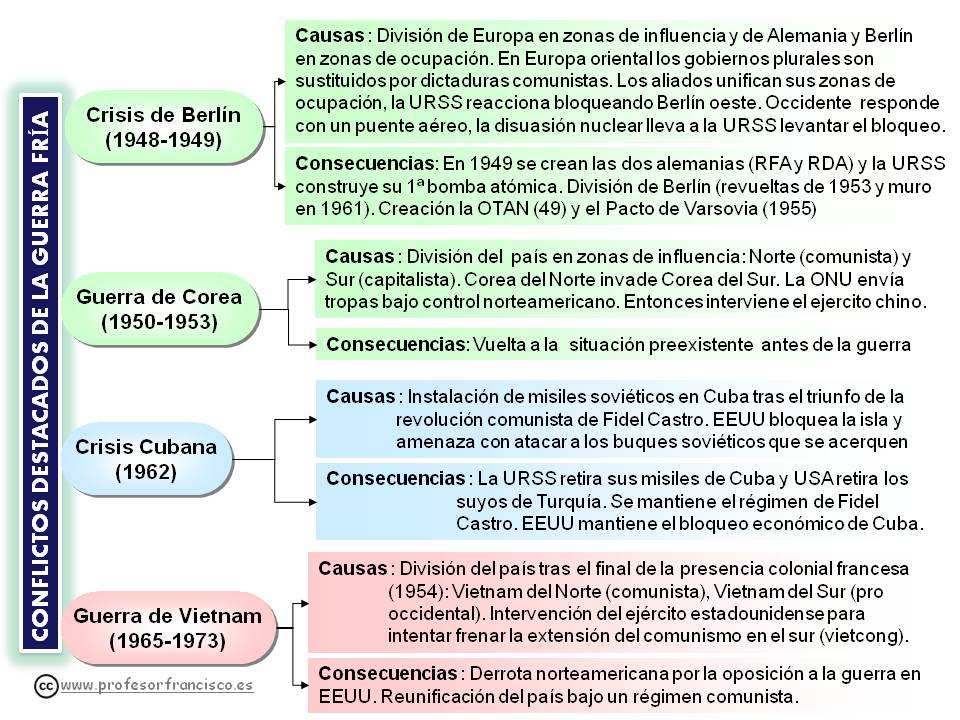 CONFLICTOS DESTACADOS DE LA GUERRA FRÍA
Crisis de Berlín
(1948-1949)
Causas : División de Europa en zonas de influencia y de Alemania y Berlín
en zonas de ocupación. En Europa oriental los gobiernos plurales son
sustituidos por dictaduras comunistas. Los aliados unifican sus zonas de
ocupación, la URSS reacciona bloqueando Berlín oeste. Occidente responde
con un puente aéreo, la disuasión nuclear lleva a la URSS levantar el bloqueo.
Consecuencias: En 1949 se crean las dos alemanias (RFA y RDA) y la URSS
construye su 1ª bomba atómica. División de Berlín (revueltas de 1953 y muro
en 1961). Creación la OTAN (49) y el Pacto de Varsovia (1955)
Guerra de Corea
(1950-1953)
Causas : División del país en zonas de influencia: Norte (comunista) y
Sur (capitalista). Corea del Norte invade Corea del Sur. La ONU envía
tropas bajo control norteamericano. Entonces interviene el ejercito chino.
Consecuencias: Vuelta a la situación preexistente antes de la guerra
Crisis Cubana
(1962)
Causas : Instalación de misiles soviéticos en Cuba tras el triunfo de la
revolución comunista de Fidel Castro. EEUU bloquea la isla y
amenaza con atacar a los buques soviéticos que se acerquen
Consecuencias : La URSS retira sus misiles de Cuba y USA retira los
suyos de Turquía. Se mantiene el régimen de Fidel
Castro. EEUU mantiene el bloqueo económico de Cuba.
Guerra de Vietnam
(1965-1973)
Causas : División del país tras el final de la presencia colonial francesa
(1954): Vietnam del Norte (comunista), Vietnam del Sur (pro
occidental). Intervención del ejército estadounidense para
intentar frenar la extensión del comunismo en el sur (vietcong).
Consecuencias : Derrota norteamericana por la oposición a la guerra en
EEUU. Reunificación del país bajo un régimen comunista.
cc www.profesorfrancisco.es